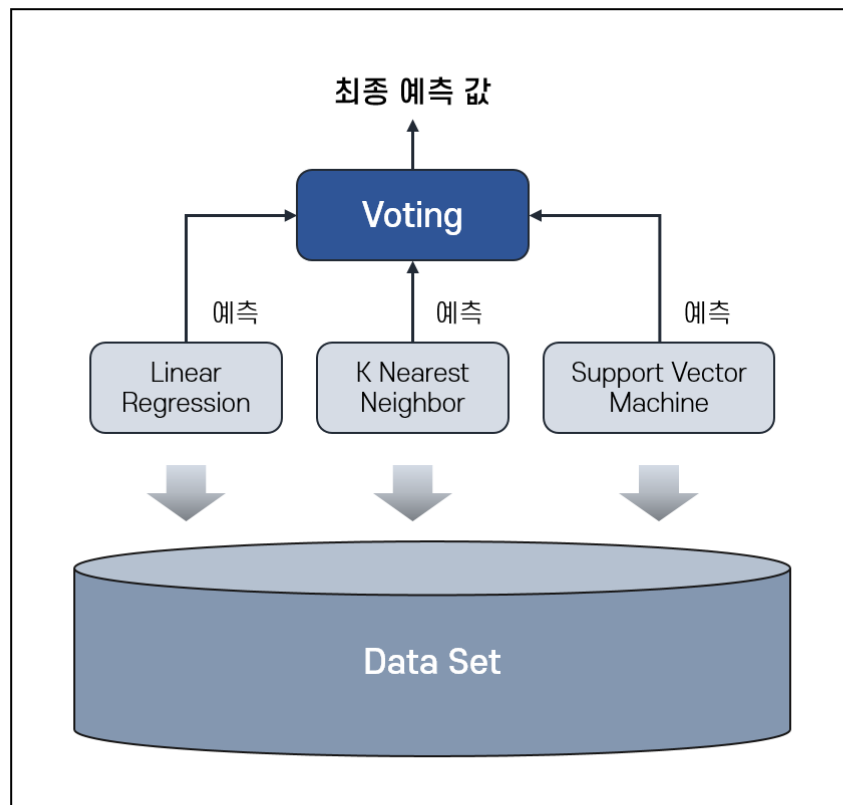 최종 예측 값
Voting
예측
예측
예측
Linear
Regression
K Nearest
Neighbor
Support Vector
Machine
Data Set